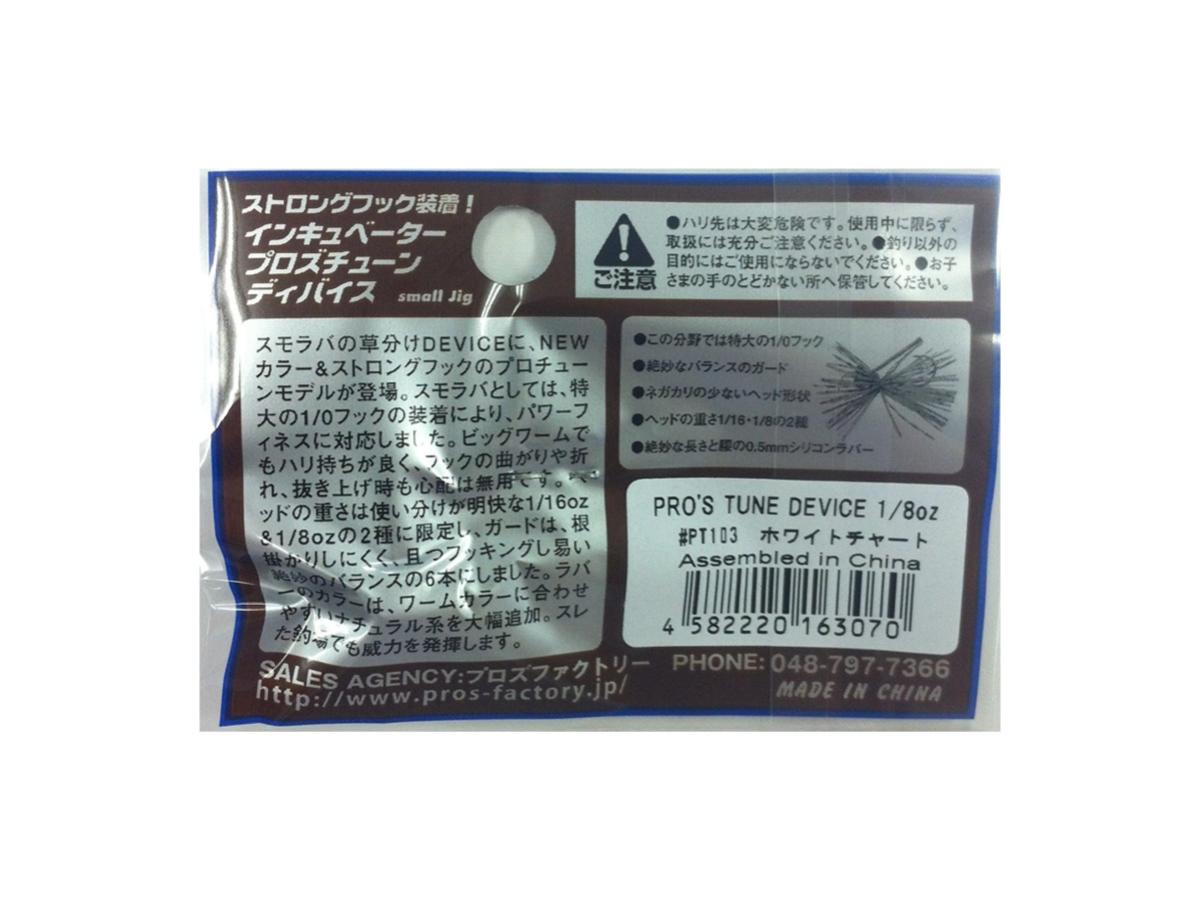 ストロングフック装着!
インキュベーター
プロズチューン
ディバイス small Jig
ご注意
●ハリ先は大変危険です。使用中に限らず、
取扱には充分ご注意ください。●釣り以外の
目的にはご使用にならないでください。●お子
さまの手のとどかない所へ保管してください。
スモラバの草分けDEVICEに、NEW
カラー&ストロングフックのプロチュー
ンモデルが登場。スモラバとしては、特
大の1/0フックの装着により、パワーフ
ィネスに対応しました。ビッグワームで
もハリ持ちが良く、フックの曲がりや折
れ、抜き上げ時も心配は無用です。ヘ
ッドの重さは使い分けが明快な1/16oz
&1/8ozの2種に限定し、ガードは、根
掛かりしにくく、且つフッキングし易い
絶妙のバランスの6本にしました。ラバ
ーのカラーは、ワームカラーに合わせ
やすいナチュラル系を大幅追加。スレ
た釣場でも威力を発揮します。
●この分野では特大の1/0フック
●絶妙なバランスのガード
●ネガカリの少ないヘッド形状
●ヘッドの重さ1/16・1/8の2種
●絶妙な長さと腰の0.5mmシリコンラバー
PRO'S TUNE DEVICE 1/8oz
#PT103 ホワイトチャート
Assembled in China
4 582220 163070
SALES AGENCY:プロズファクトリー PHONE: 048-797-7366
http://www.pros-factory.jp/ MADE IN CHINA